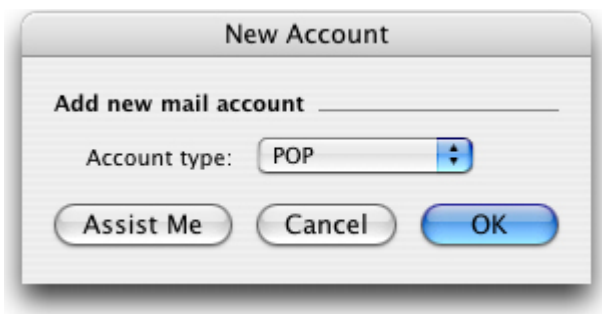 New Account
Add new mail account
Account type: POP
Assist Me Cancel OK